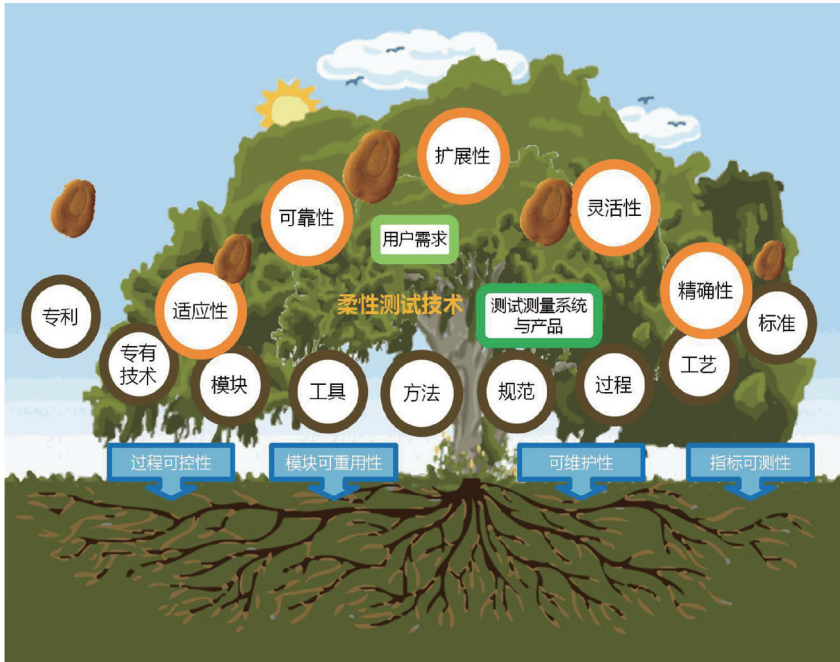 扩展性
可靠性
灵活性
用户需求
适应性
柔性测试技术
测试测量系统
与产品
精确性
专利
专有
技术
模块
工具
方法
规范
过程
工艺
标准
过程可控性
模块可重用性
可维护性
指标可测性